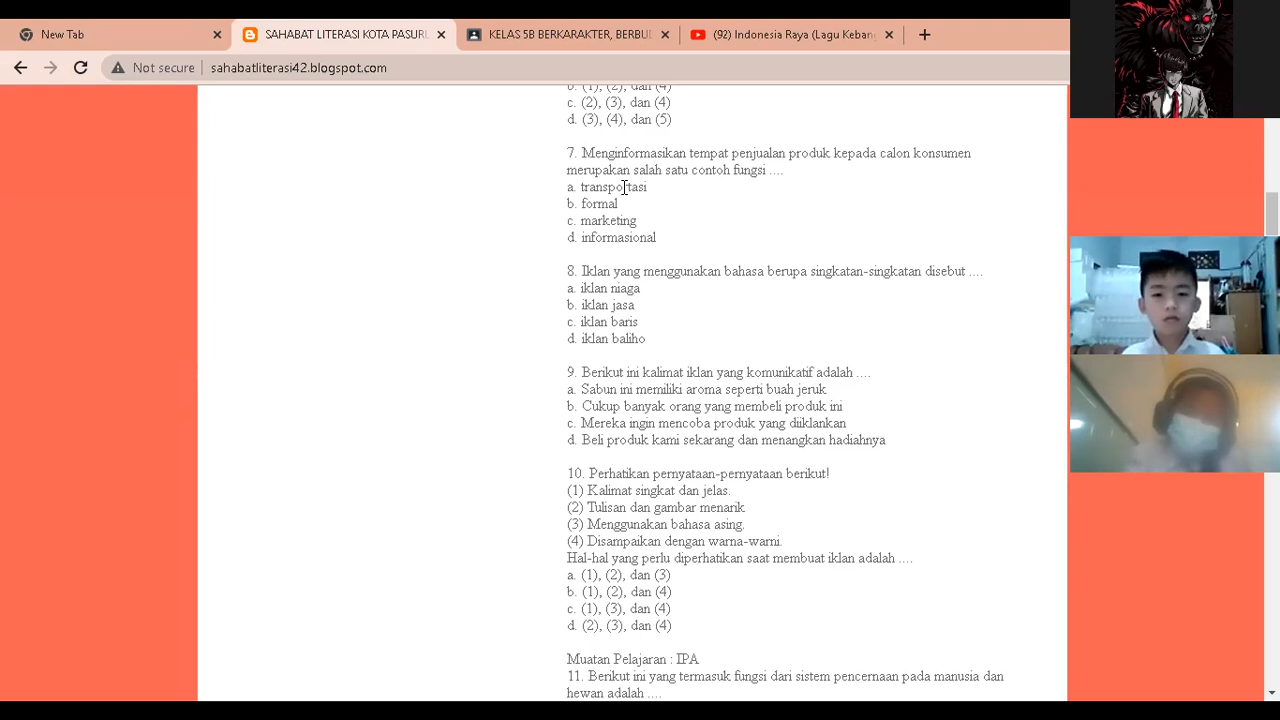 New Tab
SAHABAT LITERASI KOTA PASURU
KELAS 5B BERKARAKTER, BERBUD
(92) Indonesia Raya (Lagu Kebang
Not secure
sahabatliterasi42.blogspot.com
b. (1), (2), dan (4)
c. (2), (3), dan (4)
d. (3), (4), dan (5)
7. Menginformasikan tempat penjualan produk kepada calon konsumen
merupakan salah satu contoh fungsi ....
a. transportasi
b. formal
c. marketing
d. informasional
8. Iklan yang menggunakan bahasa berupa singkatan-singkatan disebut ....
a. iklan niaga
b. iklan jasa
c. iklan baris
d. iklan baliho
9. Berikut ini kalimat iklan yang komunikatif adalah ....
a. Sabun ini memiliki aroma seperti buah jeruk
b. Cukup banyak orang yang membeli produk ini
c. Mereka ingin mencoba produk yang diiklankan
d. Beli produk kami sekarang dan menangkan hadiahnya
10. Perhatikan pernyataan-pernyataan berikut!
(1) Kalimat singkat dan jelas.
(2) Tulisan dan gambar menarik
(3) Menggunakan bahasa asing.
(4) Disampaikan dengan warna-warni.
Hal-hal yang perlu diperhatikan saat membuat iklan adalah ....
a. (1), (2), dan (3)
b. (1), (2), dan (4)
c. (1), (3), dan (4)
d. (2), (3), dan (4)
Muatan Pelajaran : IPA
11. Berikut ini yang termasuk fungsi dari sistem pencernaan pada manusia dan
hewan adalah ....